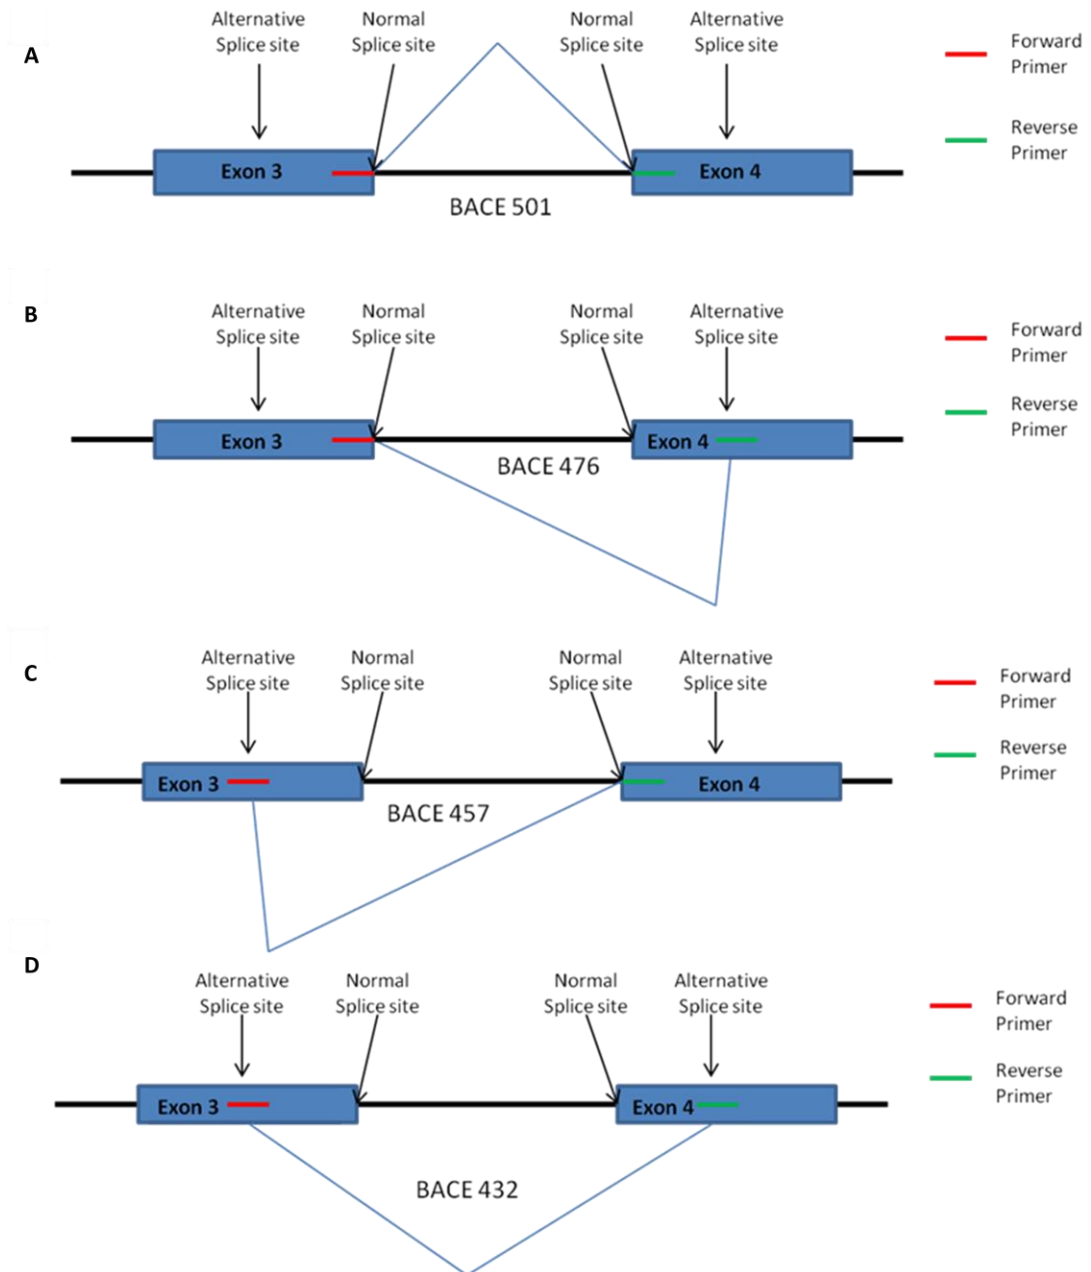 A
Alternative
Splice site
Normal
Splice site
Normal
Splice site
Alternative
Splice site
Forward
Primer
Reverse
Primer
Exon 3
Exon 4
BACE 501
B
Alternative
Splice site
Normal
Splice site
Normal
Splice site
Alternative
Splice site
Forward
Primer
Reverse
Primer
Exon 3
Exon 4
BACE 476
C
Alternative
Splice site
Normal
Splice site
Normal
Splice site
Alternative
Splice site
Forward
Primer
Reverse
Primer
Exon 3
Exon 4
BACE 457
D
Alternative
Splice site
Normal
Splice site
Normal
Splice site
Alternative
Splice site
Forward
Primer
Reverse
Primer
Exon 3
Exon 4
BACE 432